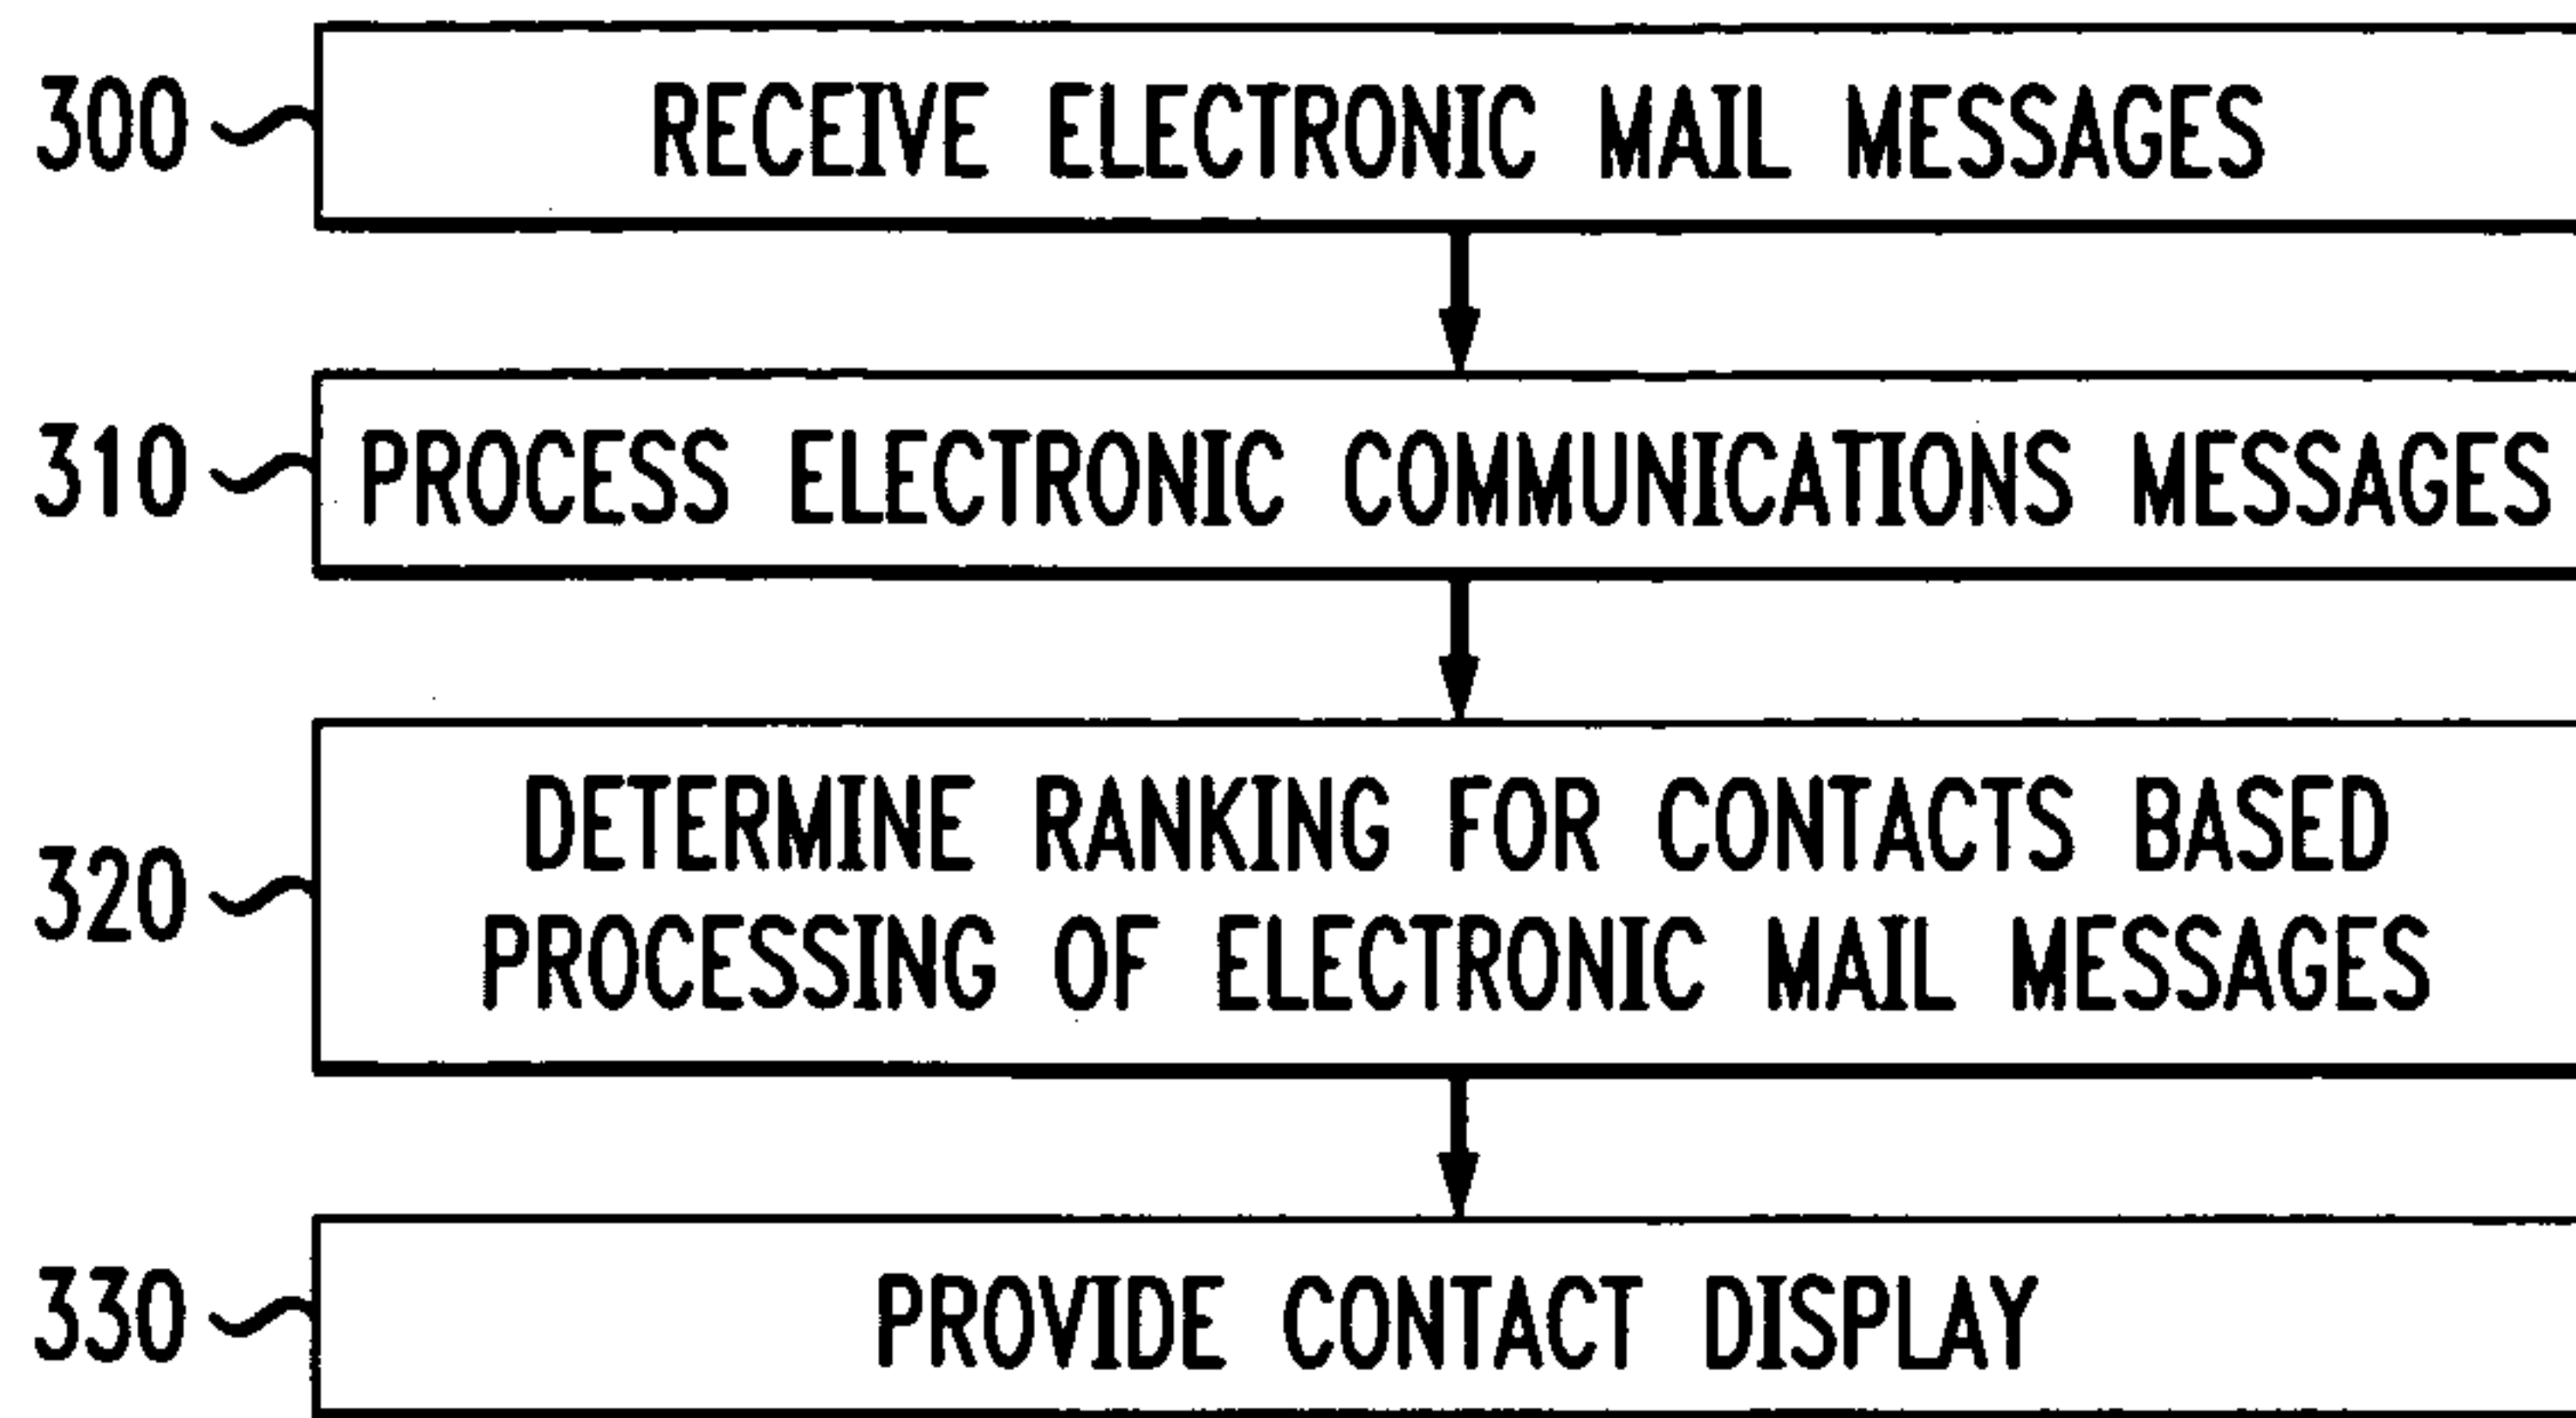 300 RECEIVE ELECTRONIC MAIL MESSAGES
310 PROCESS ELECTRONIC COMMUNICATIONS MESSAGES
320 DETERMINE RANKING FOR CONTACTS BASED
PROCESSING OF ELECTRONIC MAIL MESSAGES
330 PROVIDE CONTACT DISPLAY